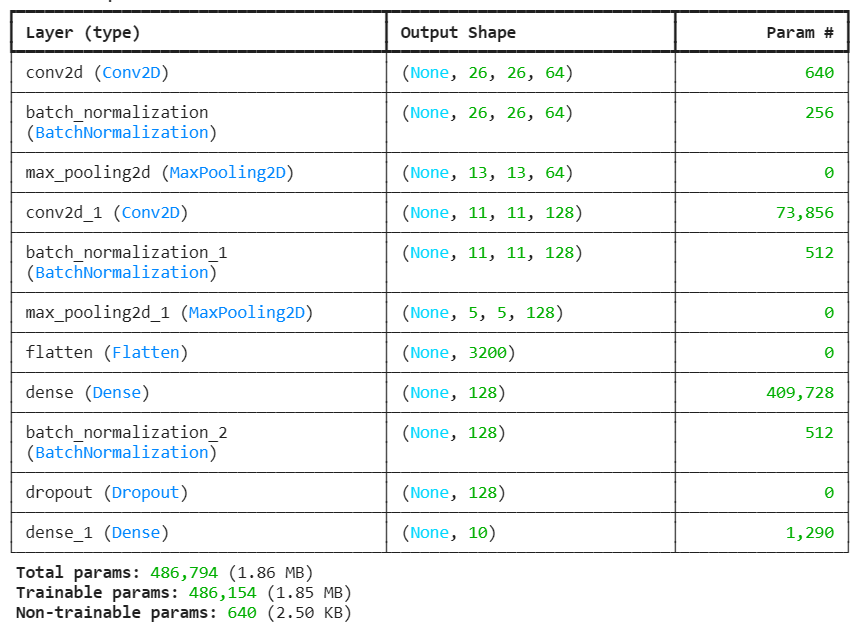 Layer (type) Output Shape Param #
conv2d (Conv2D) (None, 26, 26, 64) 640
batch_normalization (None, 26, 26, 64) 256
(BatchNormalization)
max_pooling2d (MaxPooling2D) (None, 13, 13, 64) 0
conv2d_1 (Conv2D) (None, 11, 11, 128) 73,856
batch_normalization_1 (None, 11, 11, 128) 512
(BatchNormalization)
max_pooling2d_1 (MaxPooling2D) (None, 5, 5, 128) 0
flatten (Flatten) (None, 3200) 0
dense (Dense) (None, 128) 409,728
batch_normalization_2 (None, 128) 512
(BatchNormalization)
dropout (Dropout) (None, 128) 0
dense_1 (Dense) (None, 10) 1,290
Total params: 486,794 (1.86 MB)
Trainable params: 486,154 (1.85 MB)
Non-trainable params: 640 (2.50 KB)